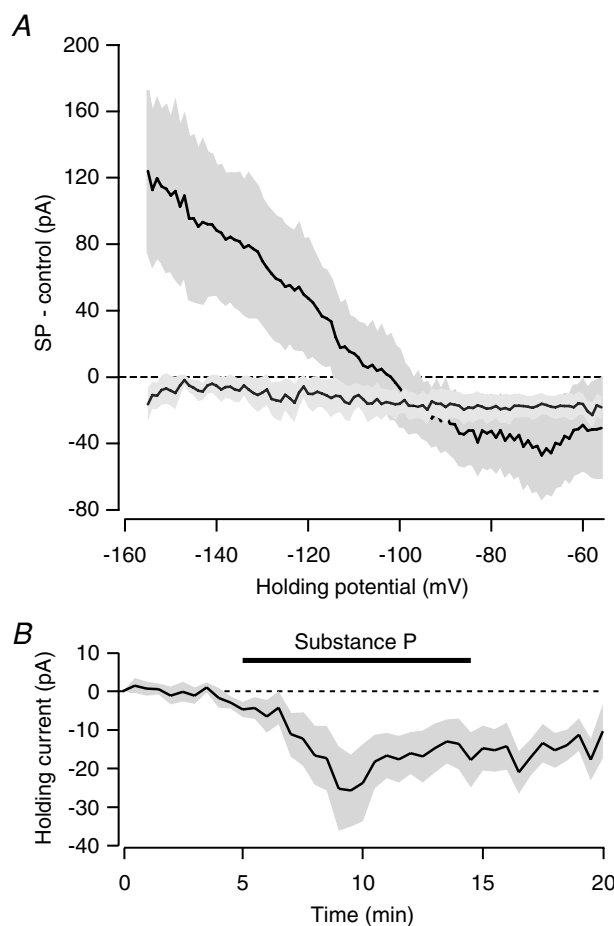 A
200
160
120
80
40
0
-40
-80
SP - control (pA)
-160 -140 -120 -100 -80 -60
Holding potential (mV)
B
Substance P
10
0
-10
-20
-30
-40
Holding current (pA)
0 5 10 15 20
Time (min)